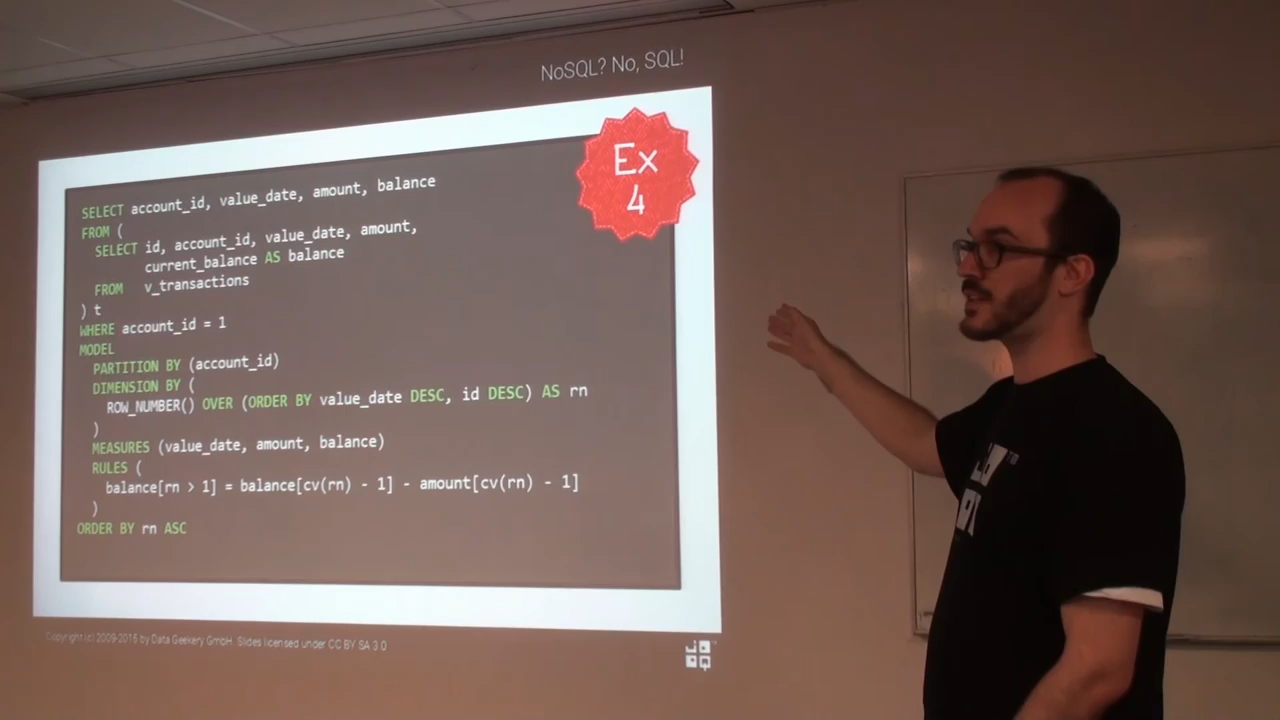 NoSQL? No, SQL!
Ex
4
SELECT account_id, value_date, amount, balance
FROM (
SELECT id, account_id, value_date, amount,
current_balance AS balance
FROM v_transactions
) t
WHERE account_id = 1
MODEL
PARTITION BY (account_id)
DIMENSION BY (
ROW_NUMBER() OVER (ORDER BY value_date DESC, id DESC) AS rn
)
MEASURES (value_date, amount, balance)
RULES (
balance[rn > 1] = balance[cv(rn) - 1] - amount[cv(rn) - 1]
)
ORDER BY rn ASC
Copyright (c) 2009-2015 by Data Geekery GmbH. Slides licensed under CC BY SA 3.0